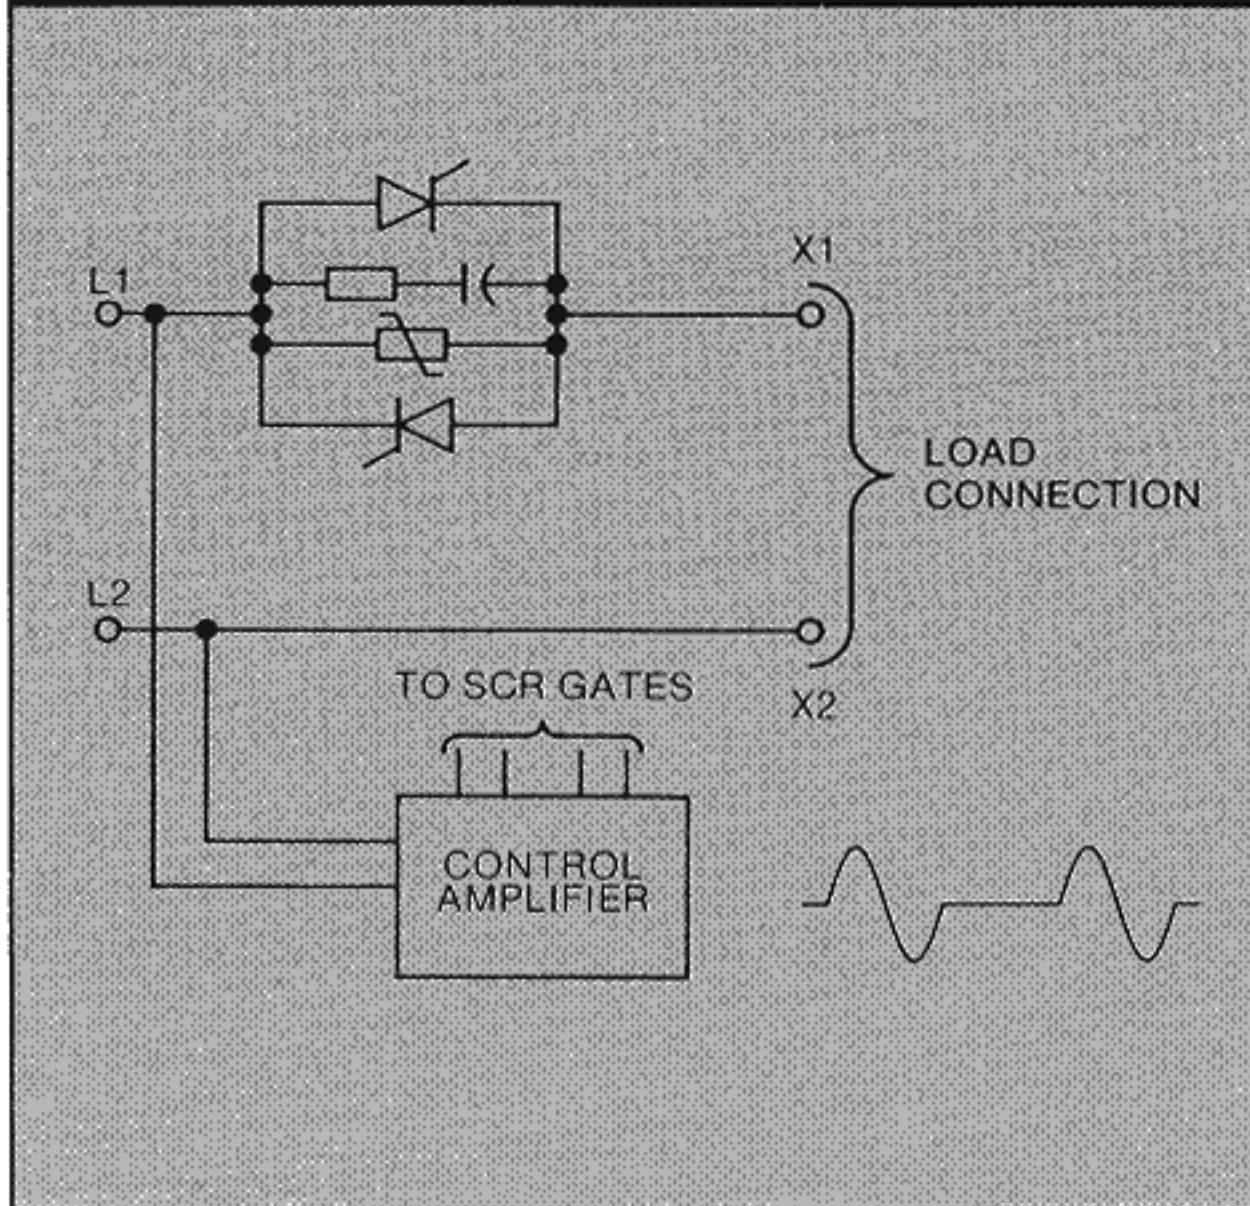 L1
X1
LOAD
CONNECTION
L2
TO SCR GATES
X2
CONTROL
AMPLIFIER